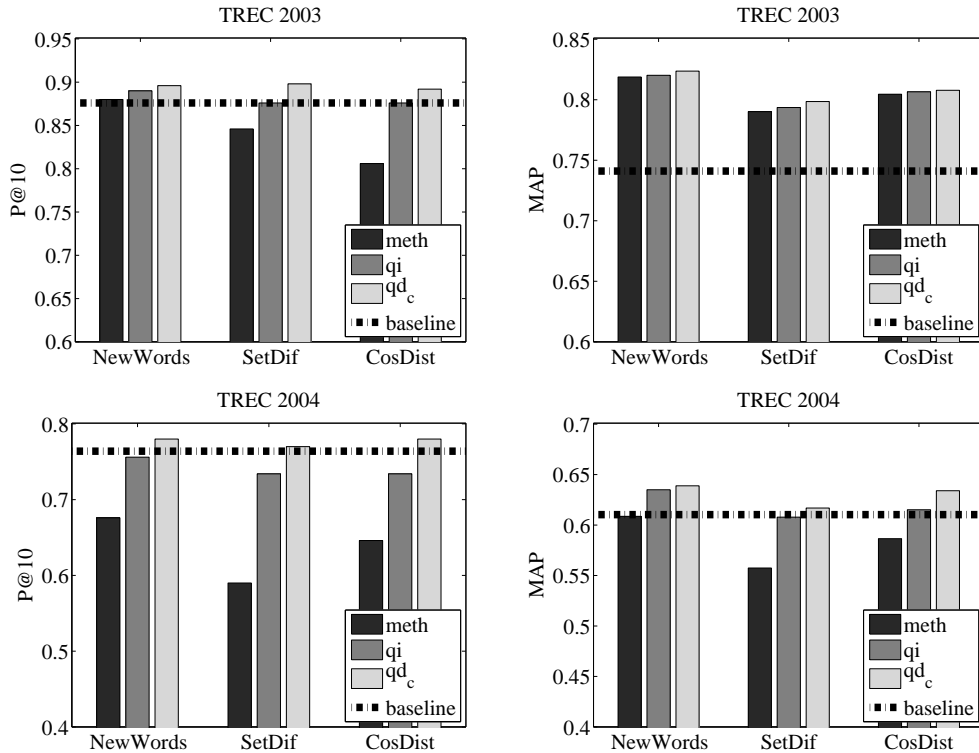 TREC 2003
0.95
0.9
0.85
0.8
0.75
0.7
0.65
0.6
P@10
NewWords SetDif CosDist
meth
qi
qd_c
baseline
TREC 2003
0.85
0.8
0.75
0.7
0.65
0.6
MAP
NewWords SetDif CosDist
meth
qi
qd_c
baseline
TREC 2004
0.8
0.7
0.6
0.5
0.4
P@10
NewWords SetDif CosDist
meth
qi
qd_c
baseline
TREC 2004
0.7
0.65
0.6
0.55
0.5
0.45
0.4
MAP
NewWords SetDif CosDist
meth
qi
qd_c
baseline